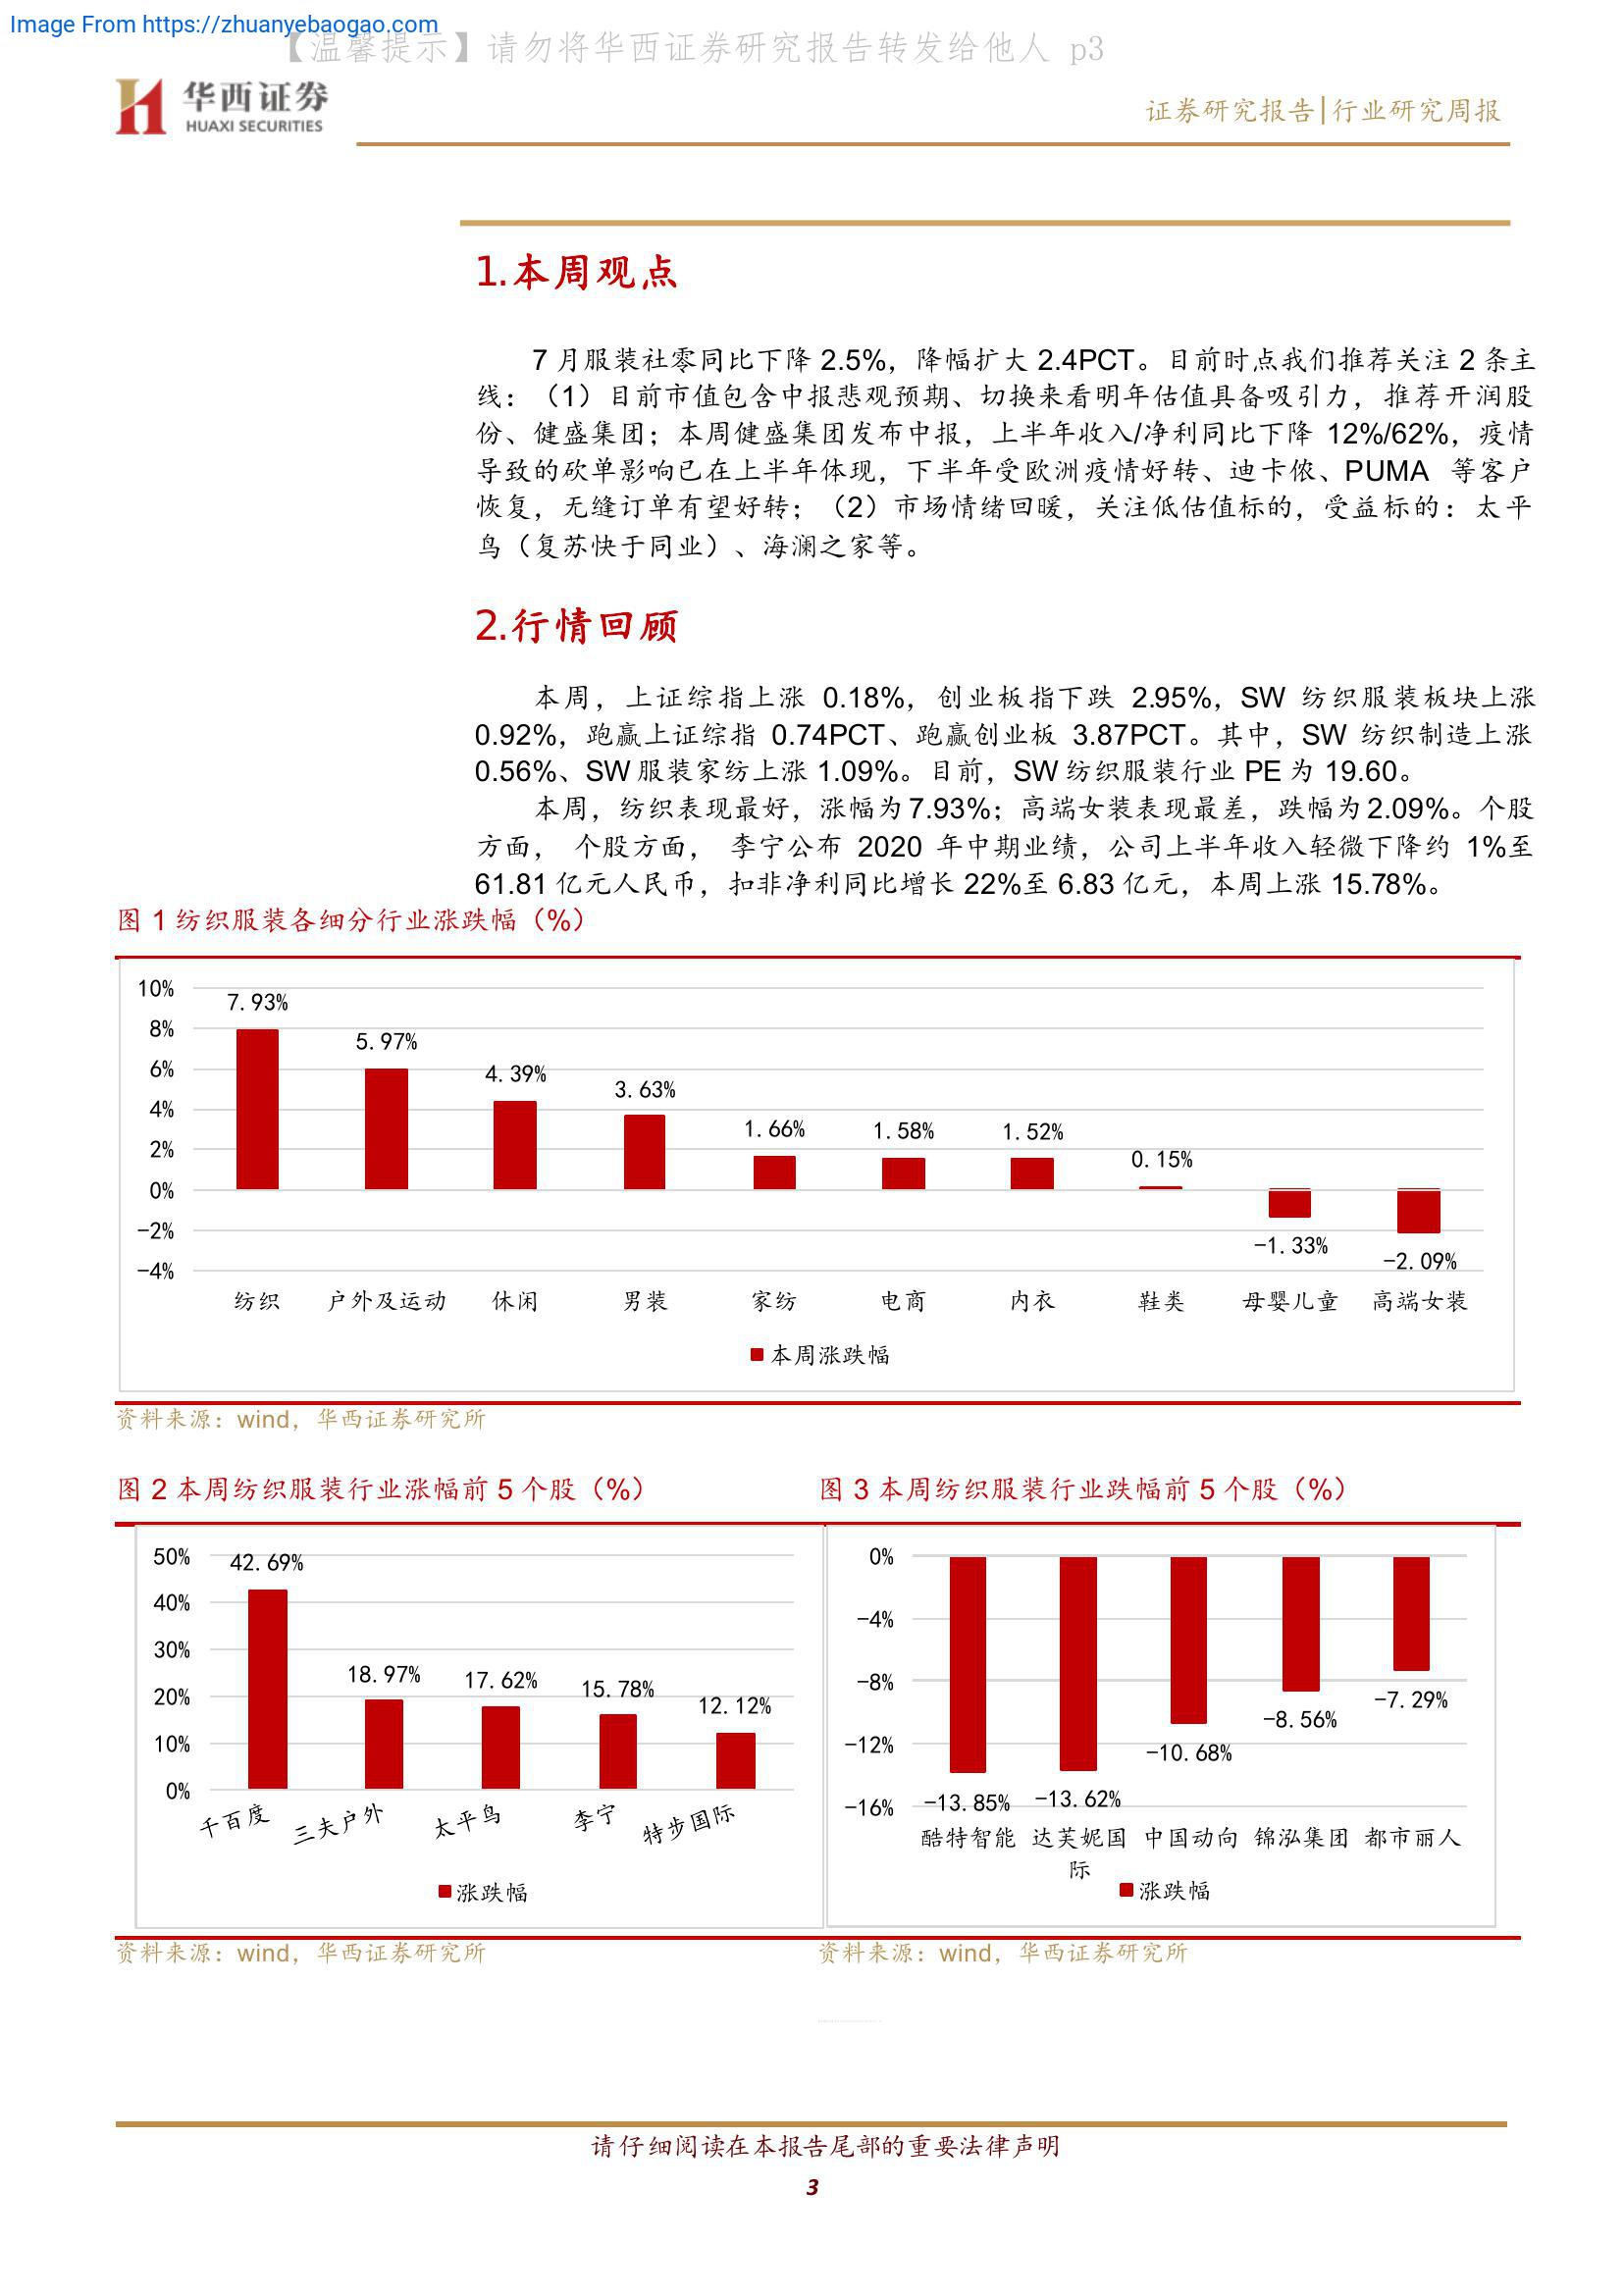 Image From https://zhuanyebaogao.com
【温馨提示】请勿将华西证券研究报告转发给他人 p3
华西证券
HUAXI SECURITIES
证券研究报告|行业研究周报
1.本周观点
7 月服装社零同比下降 2.5%，降幅扩大 2.4PCT。目前时点我们推荐关注 2 条主
线：（1）目前市值包含中报悲观预期、切换来看明年估值具备吸引力，推荐开润股
份、健盛集团；本周健盛集团发布中报，上半年收入/净利同比下降 12%/62%，疫情
导致的砍单影响已在上半年体现，下半年受欧洲疫情好转、迪卡侬、PUMA 等客户
恢复，无缝订单有望好转；（2）市场情绪回暖，关注低估值标的，受益标的：太平
鸟（复苏快于同业）、海澜之家等。
2.行情回顾
本周，上证综指上涨 0.18%，创业板指下跌 2.95%，SW 纺织服装板块上涨
0.92%，跑赢上证综指 0.74PCT、跑赢创业板 3.87PCT。其中，SW 纺织制造上涨
0.56%、SW 服装家纺上涨 1.09%。目前，SW 纺织服装行业 PE 为 19.60。
本周，纺织表现最好，涨幅为 7.93%；高端女装表现最差，跌幅为 2.09%。个股
方面， 个股方面， 李宁公布 2020 年中期业绩，公司上半年收入轻微下降约 1%至
61.81 亿元人民币，扣非净利同比增长 22%至 6.83 亿元，本周上涨 15.78%。
图 1 纺织服装各细分行业涨跌幅（%）
10%
8%
6%
4%
2%
0%
-2%
-4%
7.93%
5.97%
4.39%
3.63%
1.66%
1.58%
1.52%
0.15%
-1.33%
-2.09%
纺织 户外及运动 休闲 男装 家纺 电商 内衣 鞋类 母婴儿童 高端女装
本周涨跌幅
资料来源：wind，华西证券研究所
图 2 本周纺织服装行业涨幅前 5 个股（%）
50%
40%
30%
20%
10%
0%
42.69%
18.97%
17.62%
15.78%
12.12%
千百度 三夫户外 太平鸟 李宁 特步国际
涨跌幅
资料来源：wind，华西证券研究所
图 3 本周纺织服装行业跌幅前 5 个股（%）
0%
-4%
-8%
-12%
-16%
-13.85%
-13.62%
-10.68%
-8.56%
-7.29%
酷特智能 达芙妮国 中国动向 锦泓集团 都市丽人
际
涨跌幅
资料来源：wind，华西证券研究所
请仔细阅读在本报告尾部的重要法律声明
3